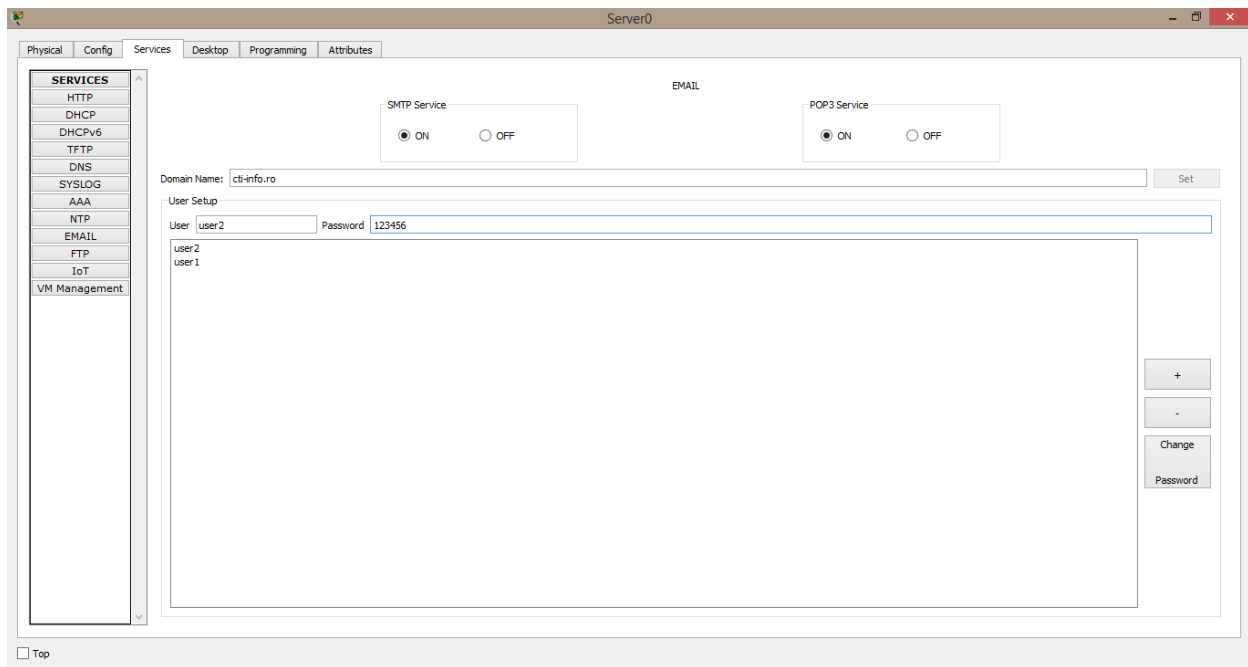 Server0
Physical Config Services Desktop Programming Attributes
SERVICES
HTTP
DHCP
DHCPv6
TFTP
DNS
SYSLOG
AAA
NTP
EMAIL
FTP
IoT
VM Management
EMAIL
SMTP Service
ON OFF
POP3 Service
ON OFF
Domain Name: cti-info.ro Set
User Setup
User user2 Password 123456
user2
user1
+
-
Change
Password
Top